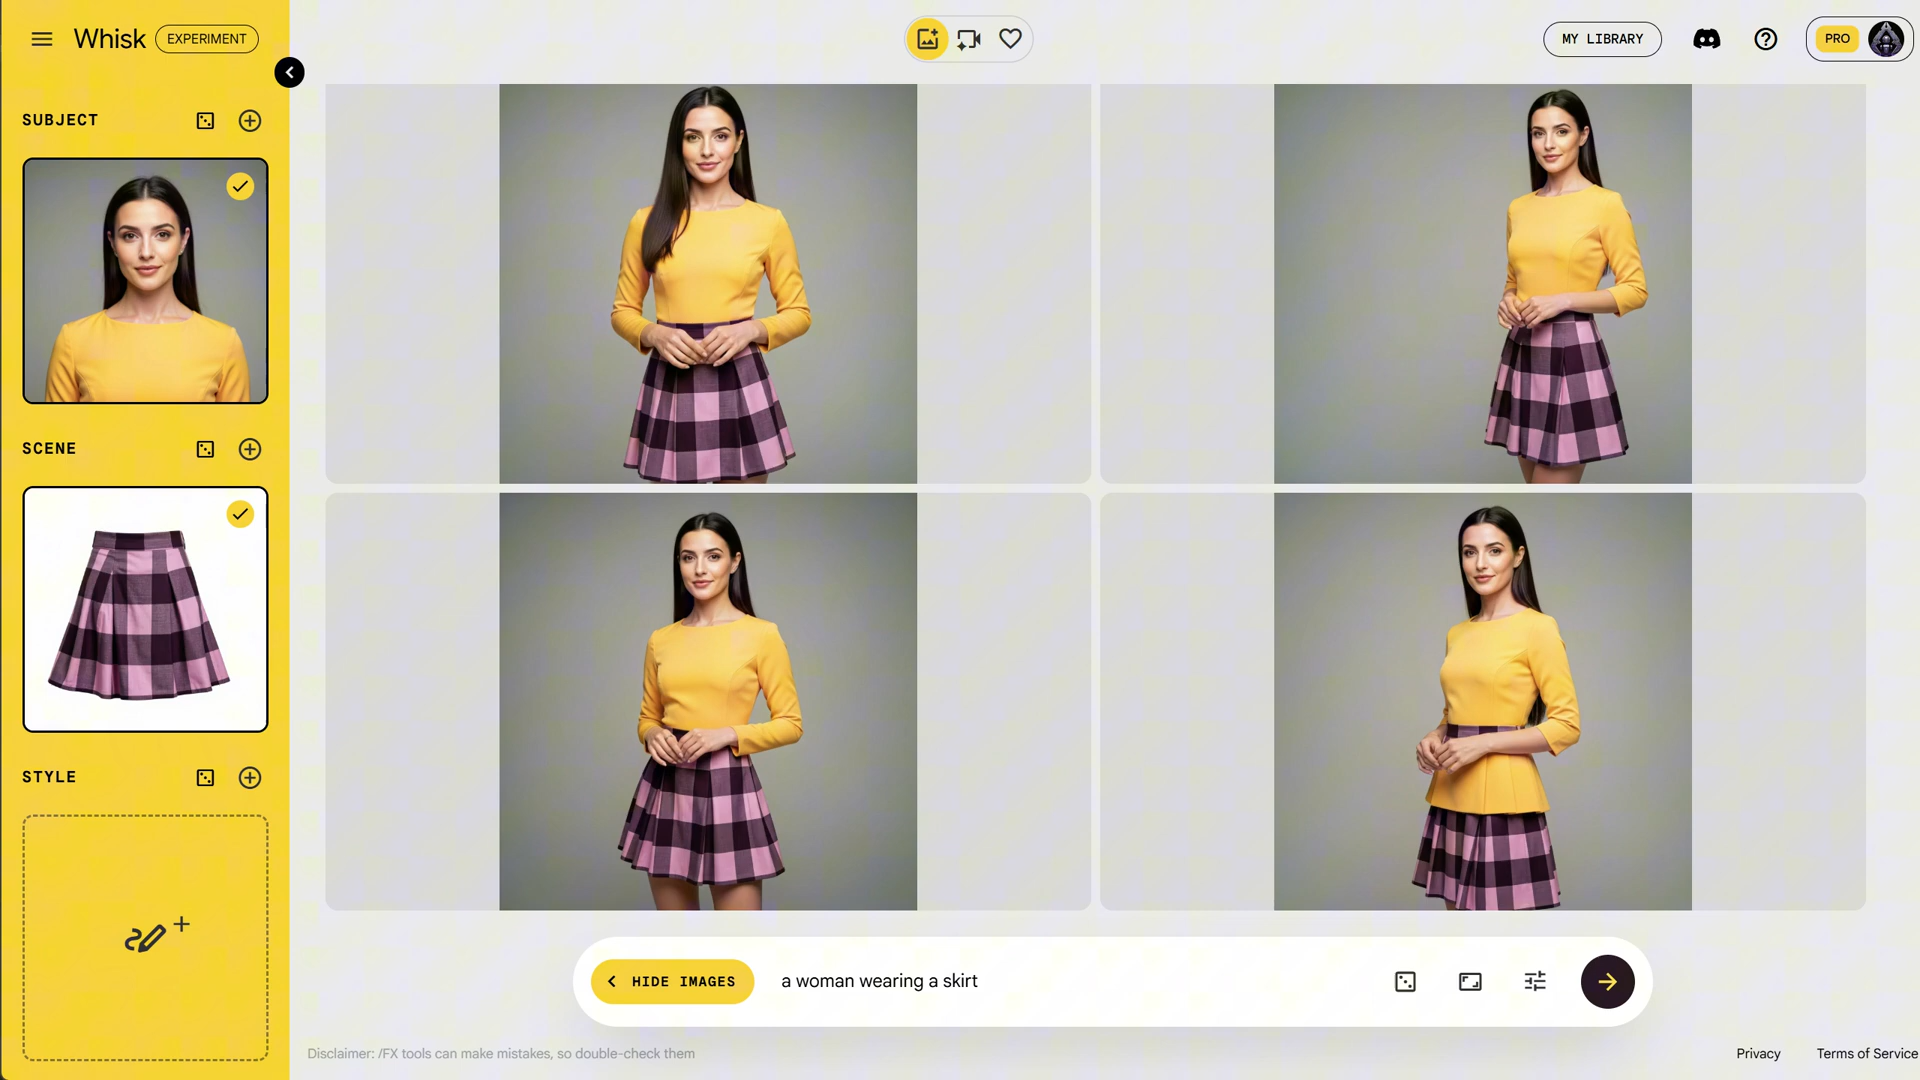 Whisk EXPERIMENT
MY LIBRARY
PRO
SUBJECT
SCENE
STYLE
HIDE IMAGES
a woman wearing a skirt
Disclaimer: /FX tools can make mistakes, so double-check them
Privacy
Terms of Service